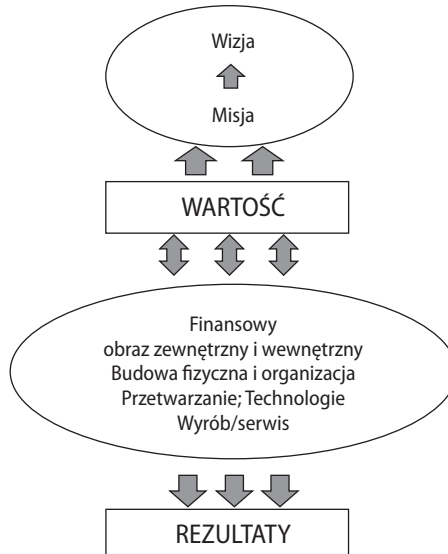 Wizja
Misja
WARTOŚĆ
Finansowy
obraz zewnętrzny i wewnętrzny
Budowa fizyczna i organizacja
Przetwarzanie; Technologie
Wyrób/serwis
REZULTATY